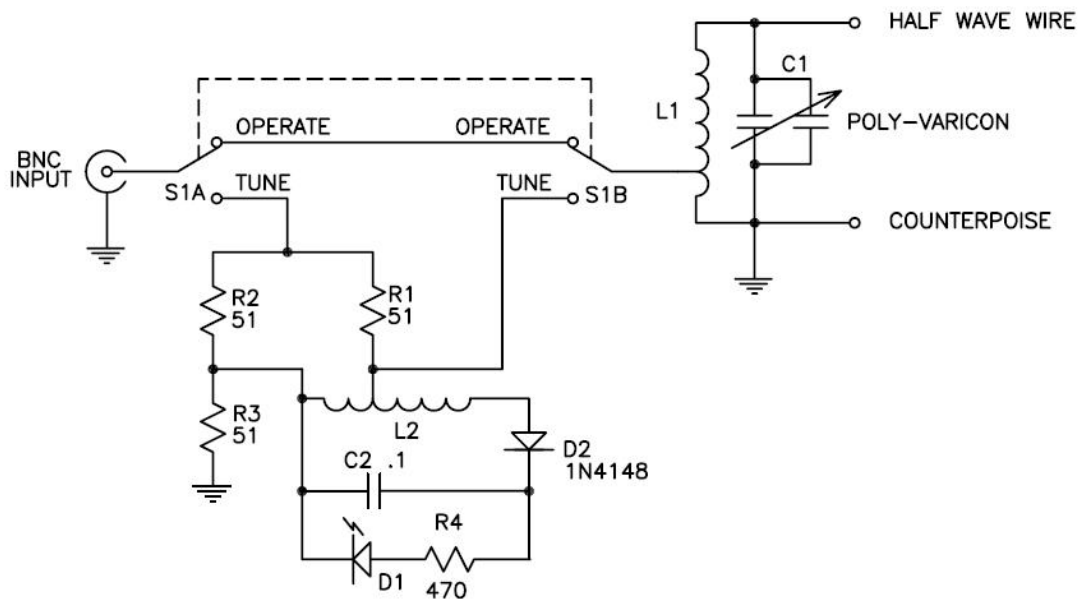 HALF WAVE WIRE
C1
L1
POLY-VARICON
OPERATE
OPERATE
BNC
INPUT
S1A
TUNE
TUNE
S1B
COUNTERPOISE
R2
51
R1
51
R3
51
L2
D2
1N4148
C2 .1
R4
D1
470